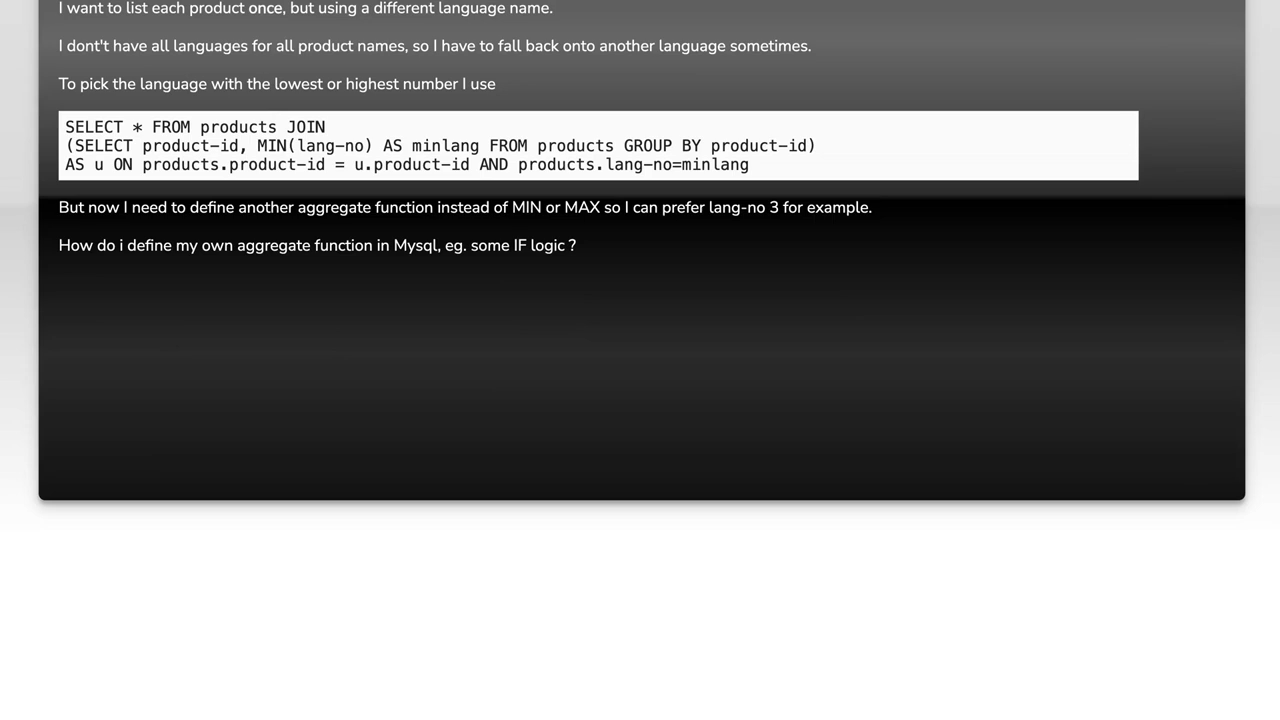 I want to list each product once, but using a different language name.
I dont't have all languages for all product names, so I have to fall back onto another language sometimes.
To pick the language with the lowest or highest number I use
SELECT * FROM products JOIN
(SELECT product-id, MIN(lang-no) AS minlang FROM products GROUP BY product-id)
AS u ON products.product-id = u.product-id AND products.lang-no=minlang
But now I need to define another aggregate function instead of MIN or MAX so I can prefer lang-no 3 for example.
How do i define my own aggregate function in Mysql, eg. some IF logic ?